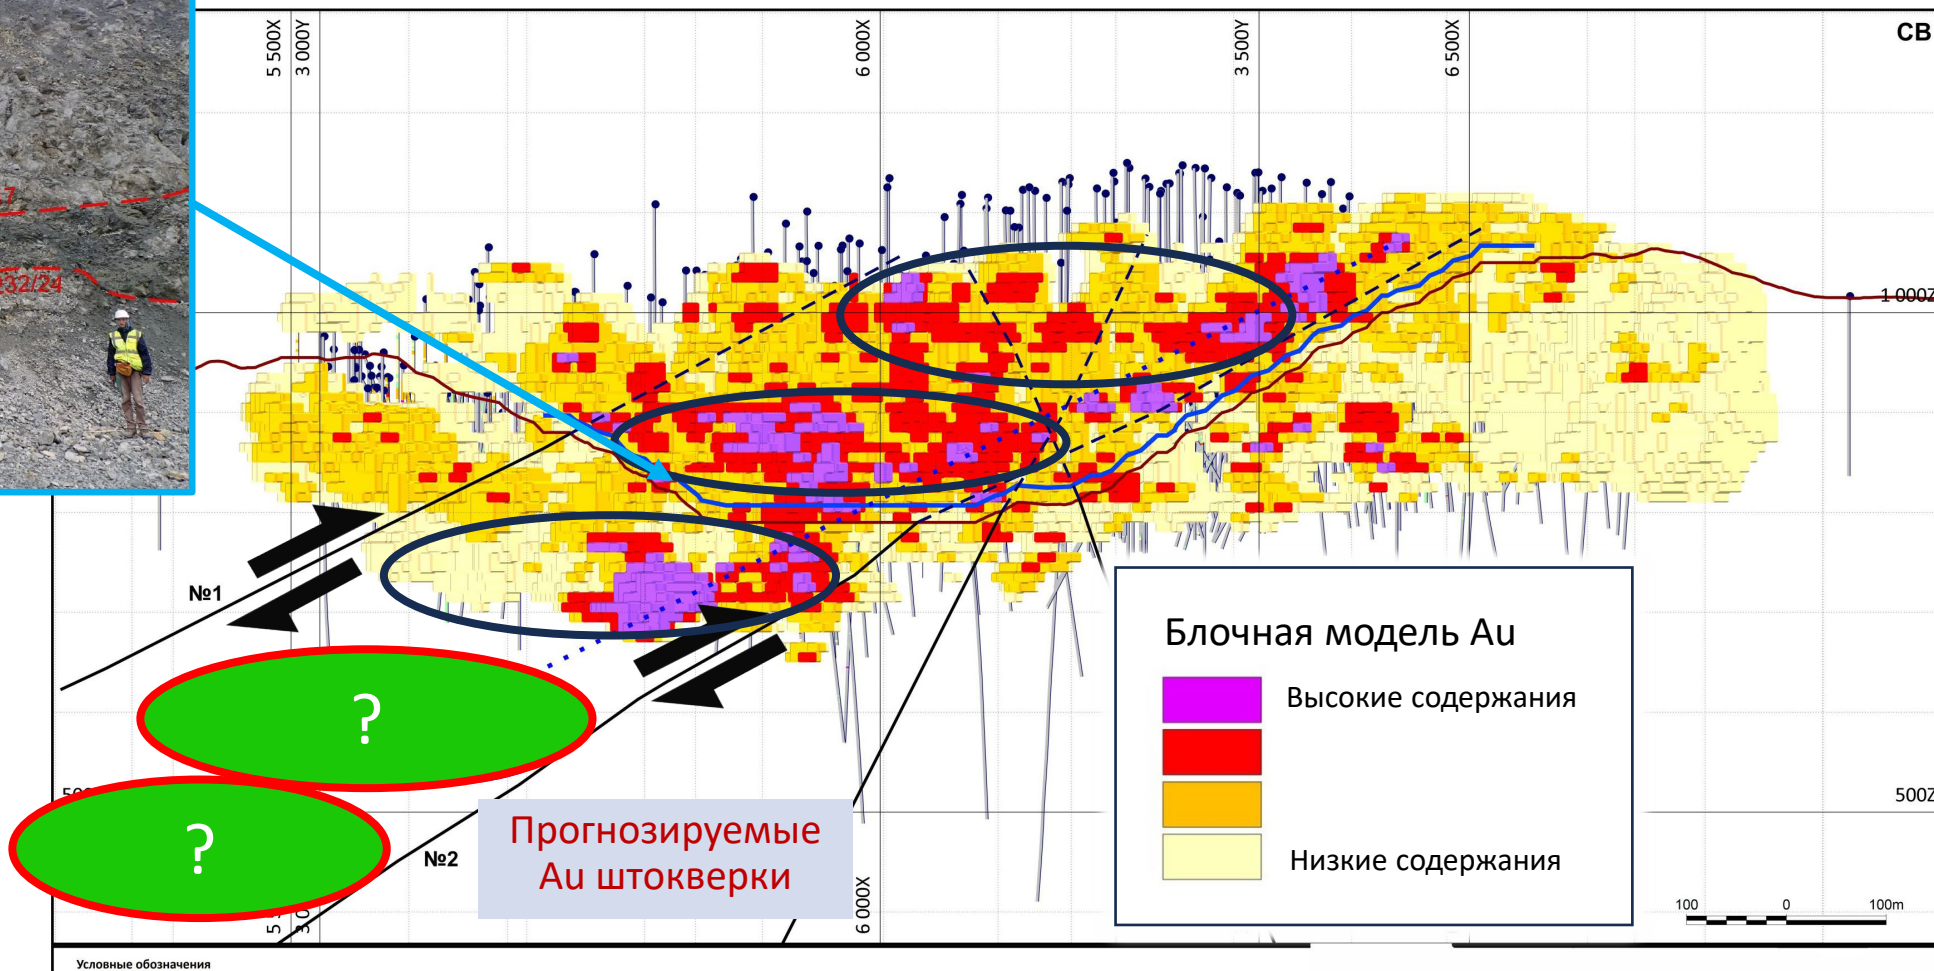 5 500X
3 000Y
6 000X
3 500Y
6 500X
СВ
32/24
1 000Z
№1
?
?
№2
500Z
Прогнозируемые
Au штокверки
6 000X
Блочная модель Au
Высокие содержания
Низкие содержания
100
0
100m
Условные обозначения